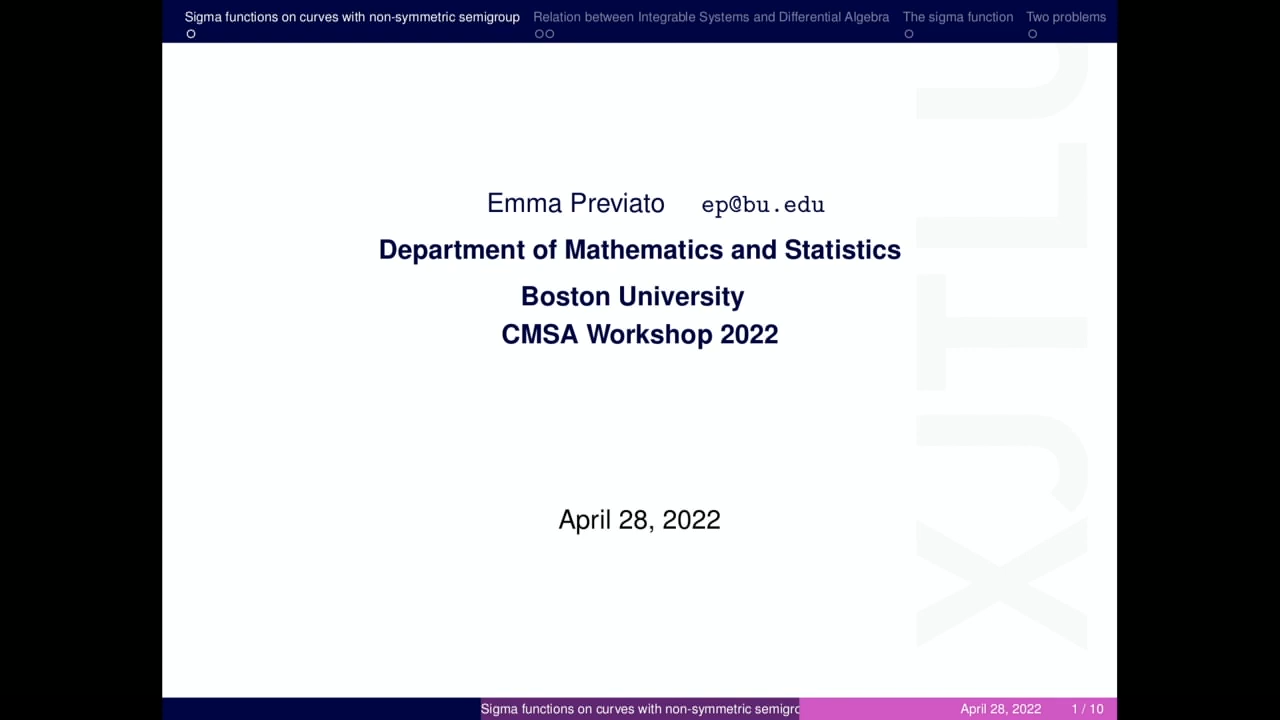 Sigma functions on curves with non-symmetric semigroup Relation between Integrable Systems and Differential Algebra The sigma function Two problems
Emma Previato ep@bu.edu
Department of Mathematics and Statistics
Boston University
CMSA Workshop 2022
April 28, 2022
XJTLU
Sigma functions on curves with non-symmetric semigro April 28, 2022 1 / 10